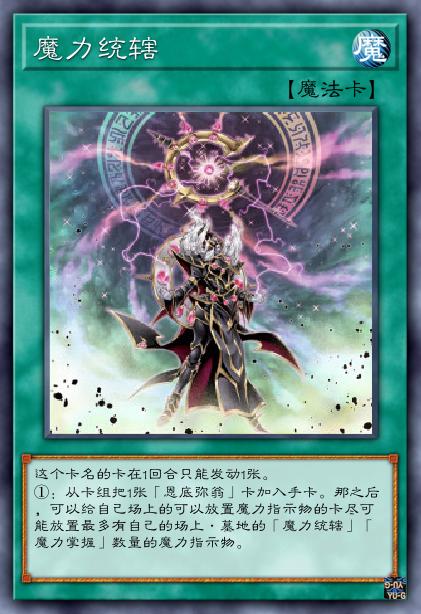 魔力统辖
魔
【魔法卡】
这个卡名的卡在1回合只能发动1张。
①：从卡组把1张「恩底弥翁」卡加入手卡。那之后
，可以给自己场上的可以放置魔力指示物的卡尽可
能放置最多有自己的场上·墓地的「魔力统辖」「
魔力掌握」数量的魔力指示物。